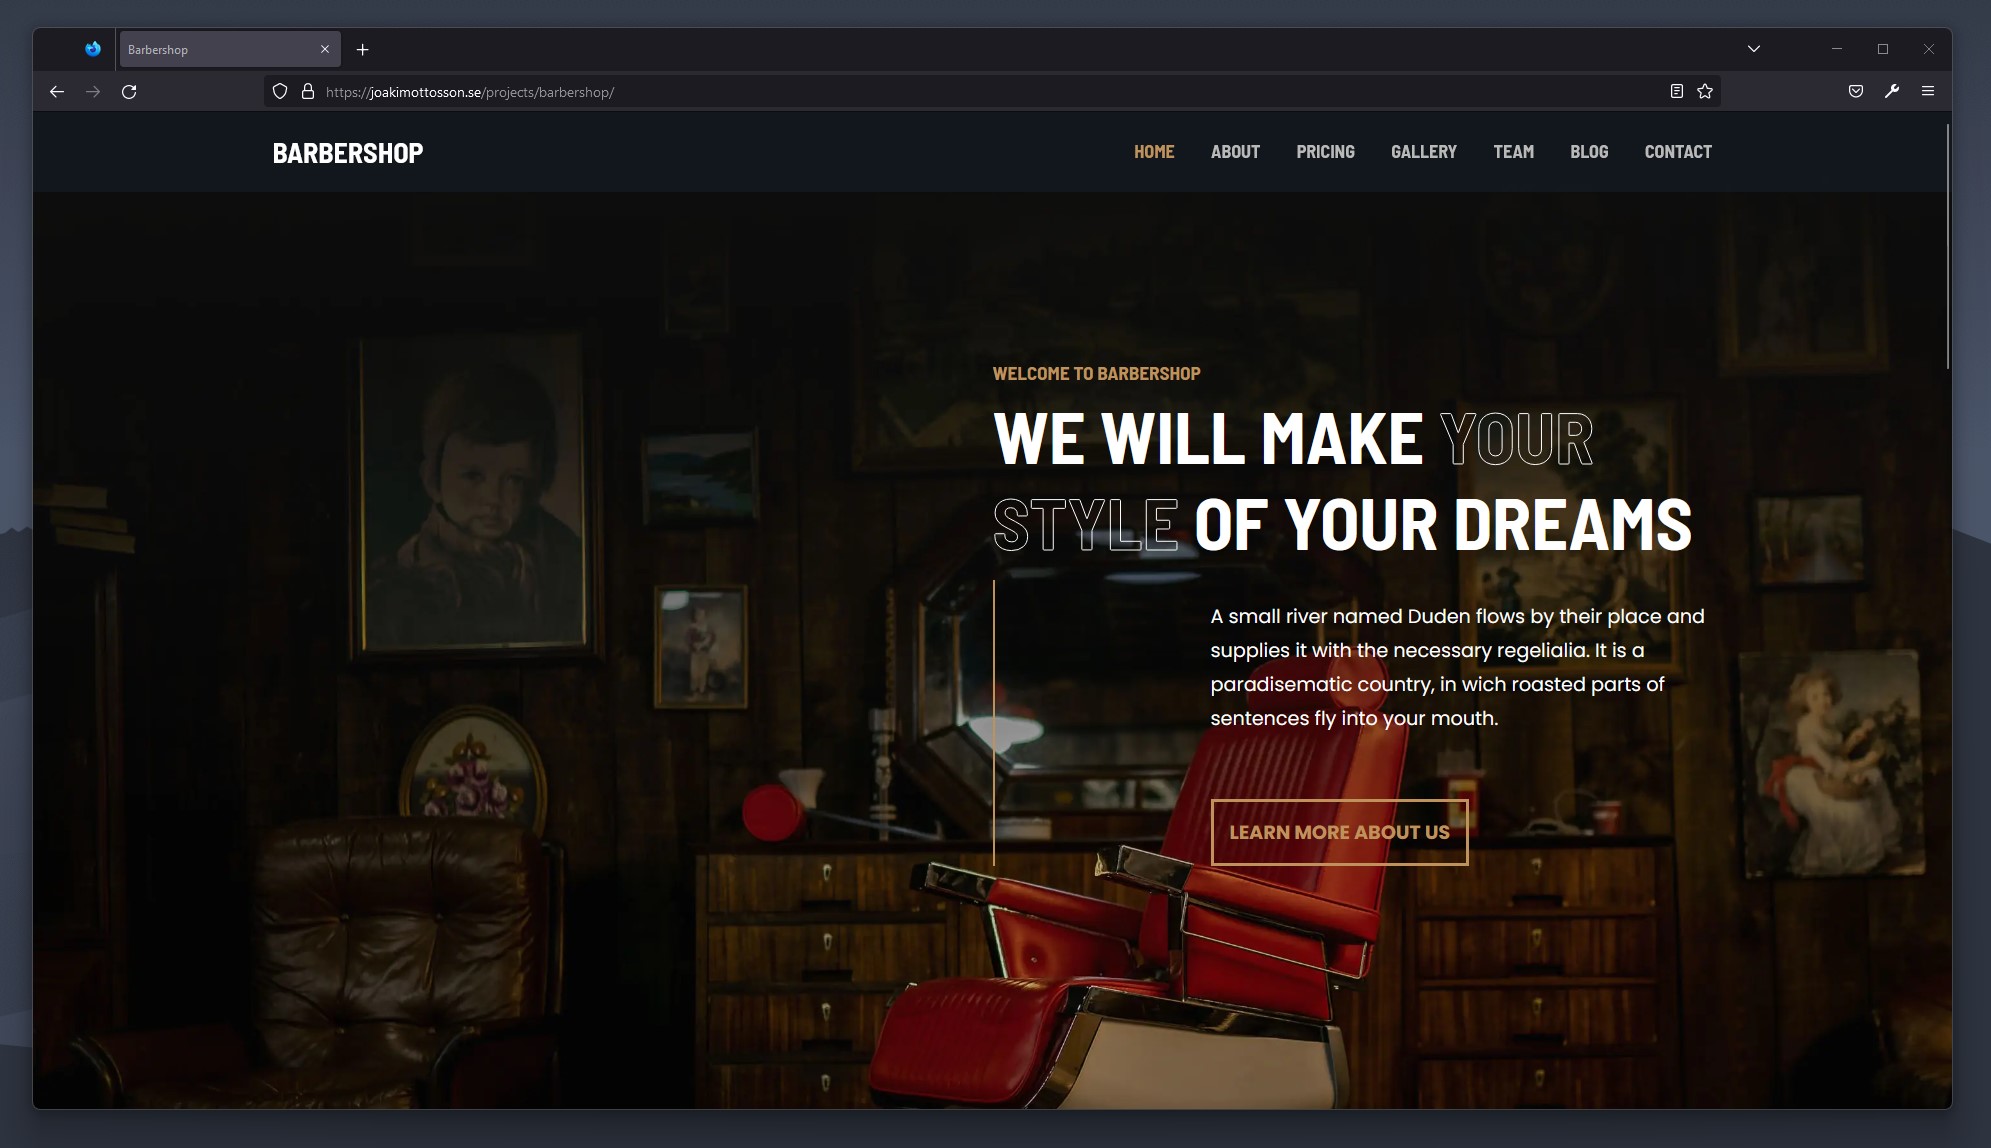 Barbershop
https://joakimottosson.se/projects/barbershop/
BARBERSHOP
HOME ABOUT PRICING GALLERY TEAM BLOG CONTACT
WELCOME TO BARBERSHOP
WE WILL MAKE YOUR
STYLE OF YOUR DREAMS
A small river named Duden flows by their place and
supplies it with the necessary regelialia. It is a
paradisematic country, in wich roasted parts of
sentences fly into your mouth.
LEARN MORE ABOUT US